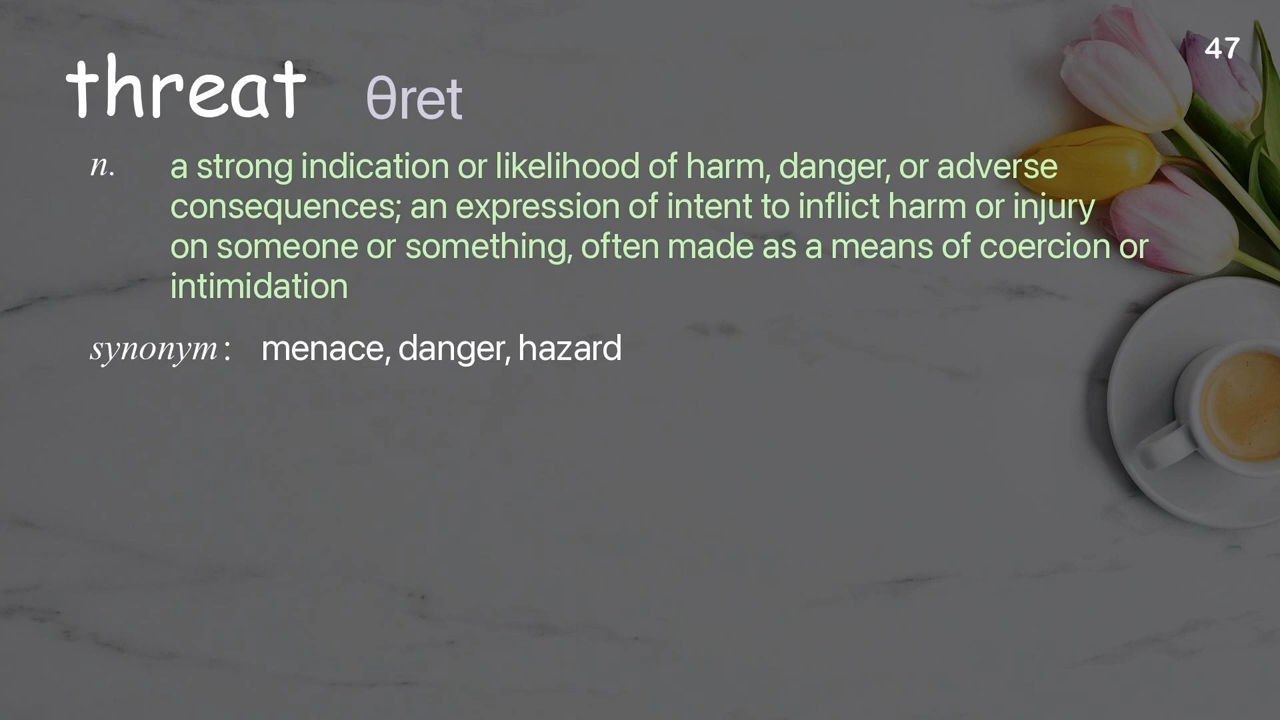 47
threat θret
n. a strong indication or likelihood of harm, danger, or adverse
consequences; an expression of intent to inflict harm or injury
on someone or something, often made as a means of coercion or
intimidation
synonym: menace, danger, hazard